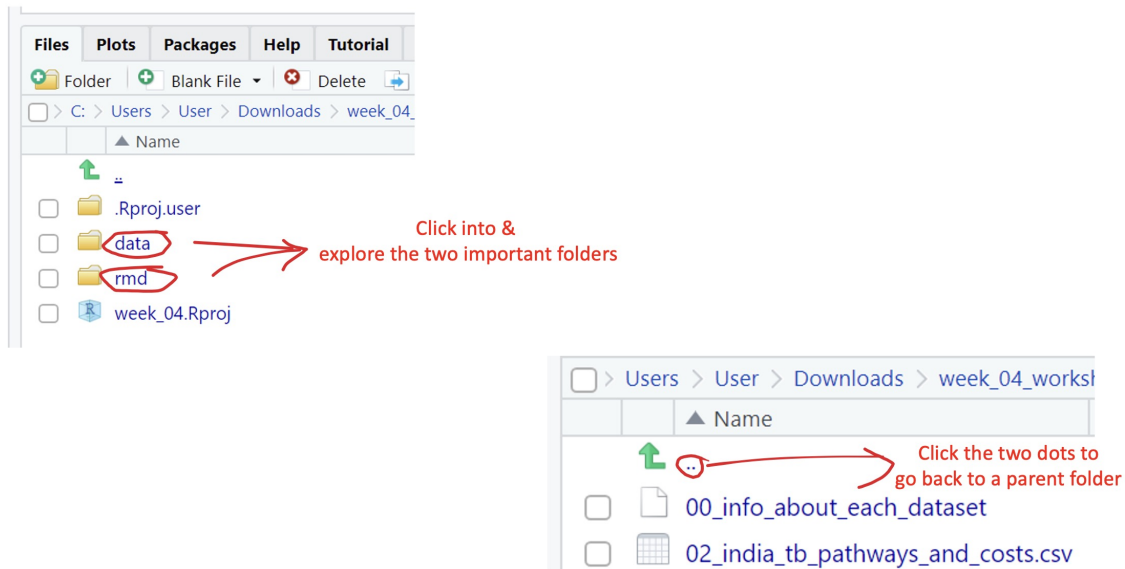 Files Plots Packages Help Tutorial
Folder Blank File Delete
C: Users User Downloads week_04_
Name
..
.Rproj.user
data
rmd
week_04.Rproj
Click into &
explore the two important folders
Users User Downloads week_04_works
Name
..
00_info_about_each_dataset
02_india_tb_pathways_and_costs.csv
Click the two dots to
go back to a parent folder